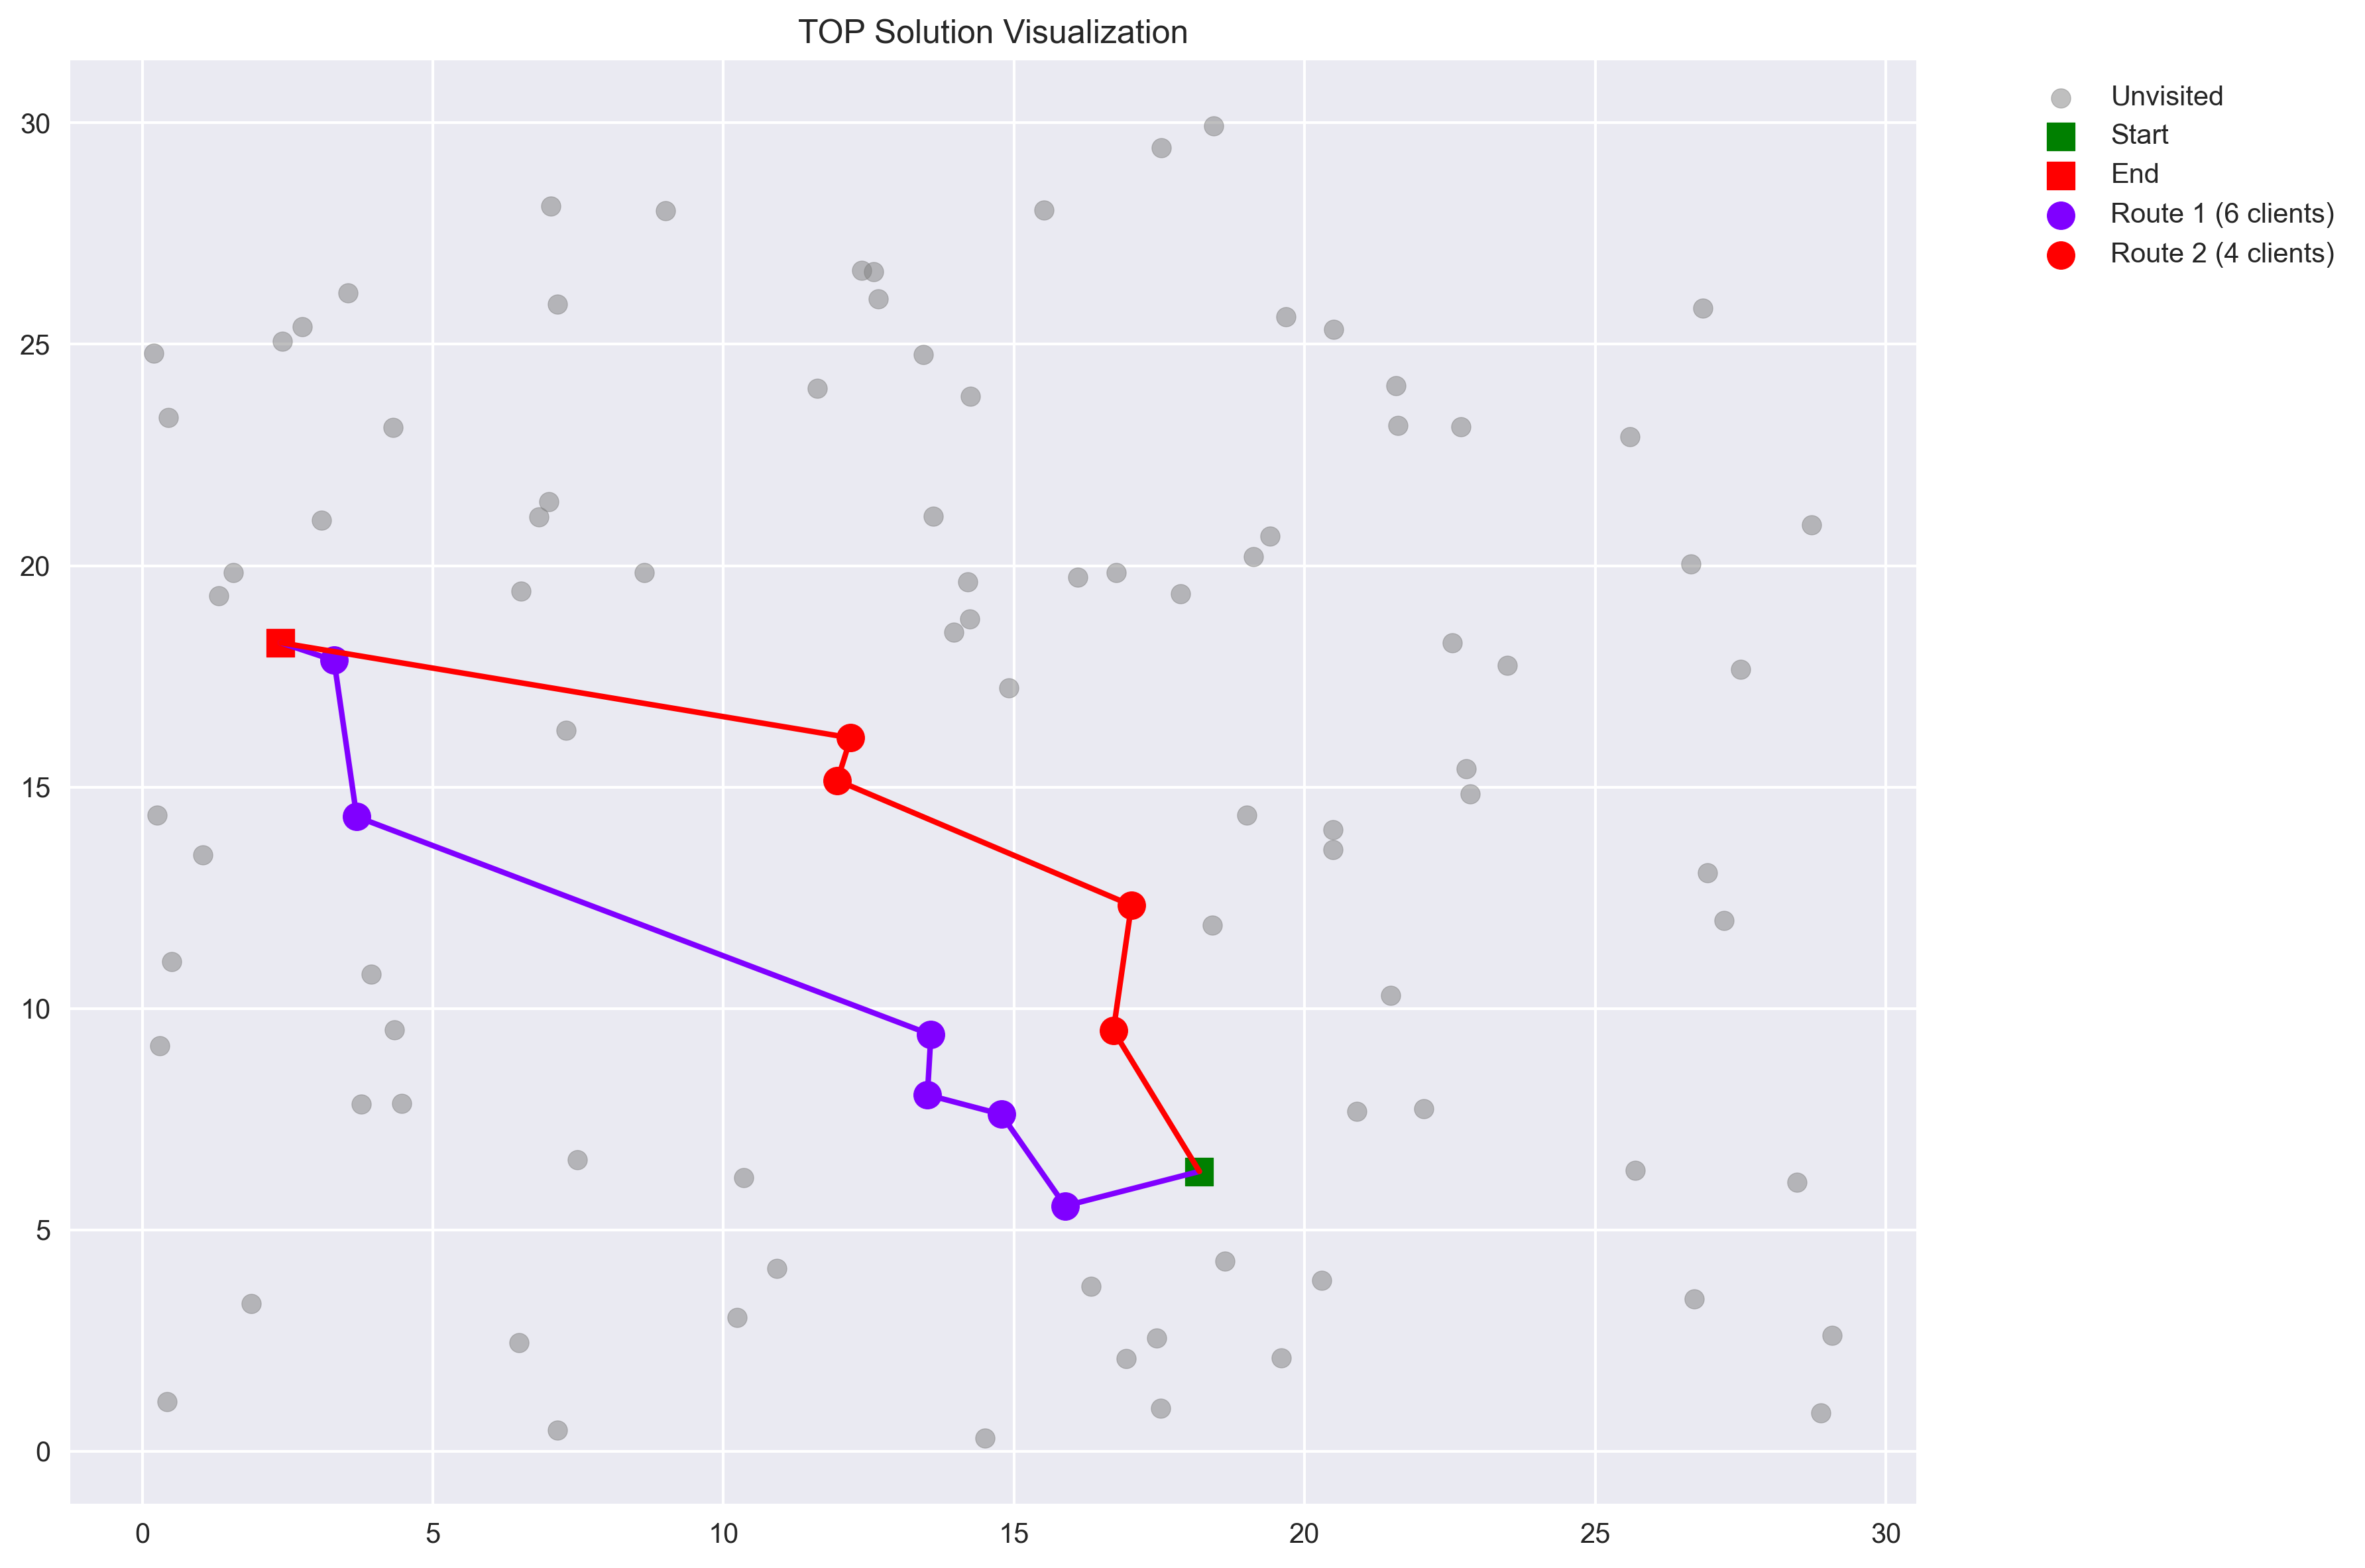 TOP Solution Visualization
30
25
20
15
10
5
0
0 5 10 15 20 25 30
Unvisited
Start
End
Route 1 (6 clients)
Route 2 (4 clients)